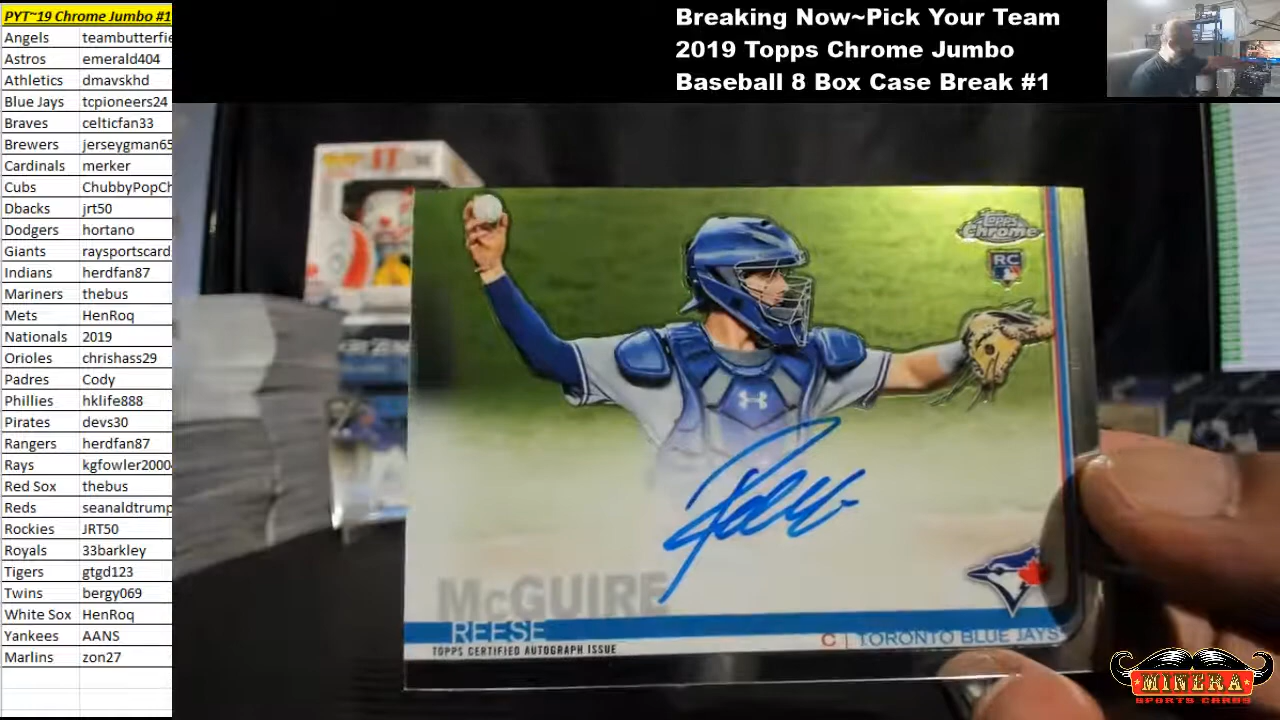 PYT~19 Chrome Jumbo #1
Angels teambutterfie
Astros emerald404
Athletics dmavskhd
Blue Jays tcpioneers24
Braves celticfan33
Brewers jerseygman65
Cardinals merker
Cubs ChubbyPopCh
Dbacks jrt50
Dodgers hortano
Giants raysportscard
Indians herdfan87
Mariners thebus
Mets HenRoq
Nationals 2019
Orioles chrishass29
Padres Cody
Phillies hklife888
Pirates devs30
Rangers herdfan87
Rays kgfowler2004
Red Sox thebus
Reds seanaldtrump
Rockies JRT50
Royals 33barkley
Tigers gtgd123
Twins bergy069
White Sox HenRoq
Yankees AANS
Marlins zon27
Breaking Now~Pick Your Team
2019 Topps Chrome Jumbo
Baseball 8 Box Case Break #1
TOPPS
Chrome
RC
McGUIRE
REESE
C | TORONTO BLUE JAYS
TOPPS CERTIFIED AUTOGRAPH ISSUE
MINERA
SPORTS CARDS